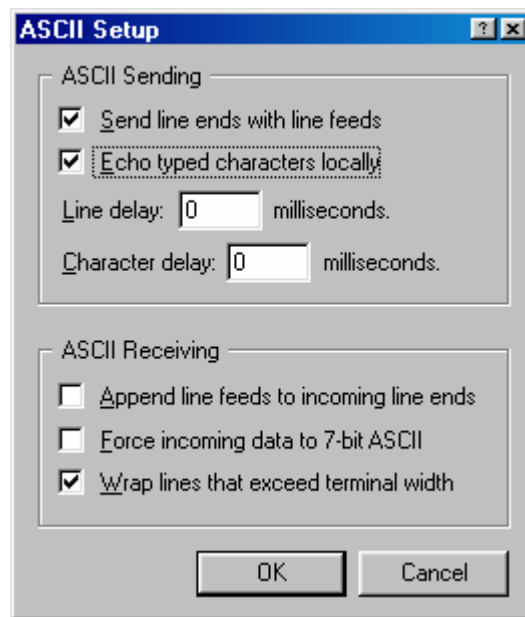 ASCII Setup
ASCII Sending
Send line ends with line feeds
Echo typed characters locally
Line delay: 0 milliseconds.
Character delay: 0 milliseconds.
ASCII Receiving
Append line feeds to incoming line ends
Force incoming data to 7-bit ASCII
Wrap lines that exceed terminal width
OK Cancel